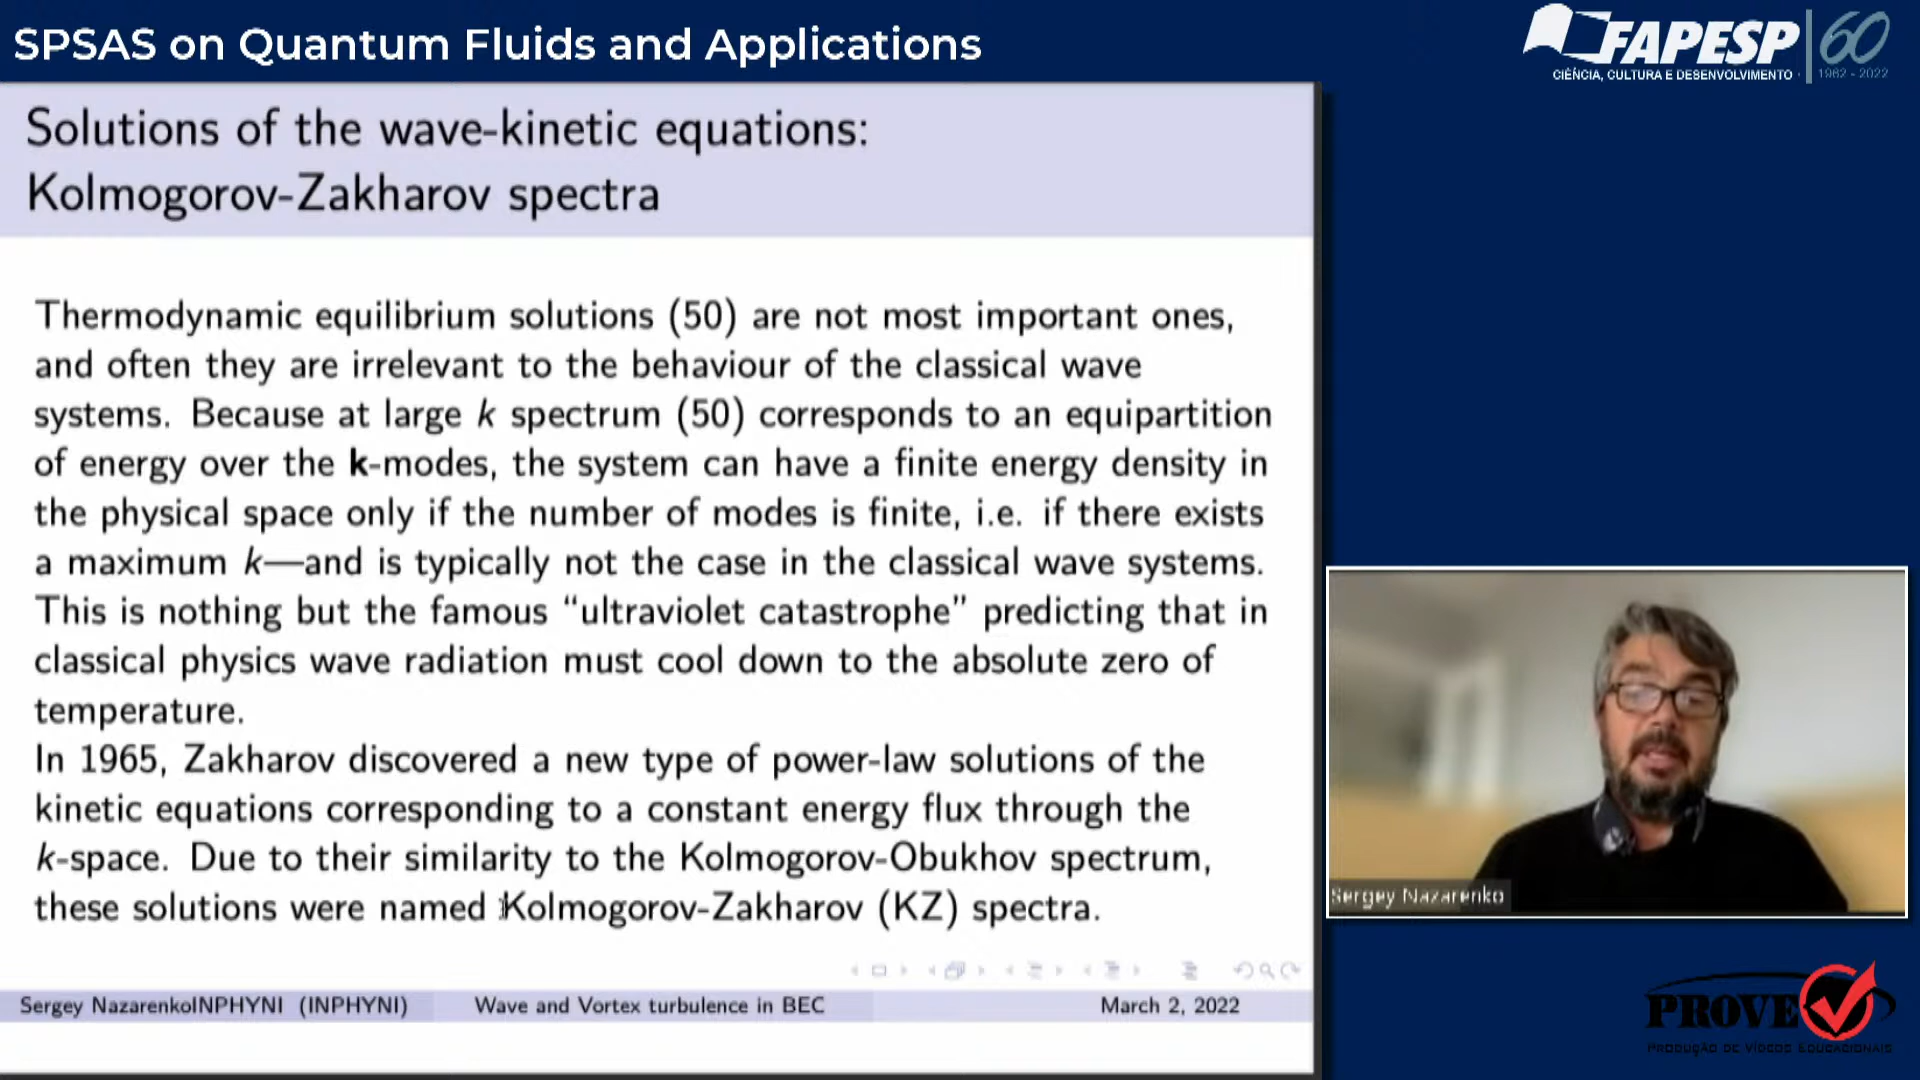 SPSAS on Quantum Fluids and Applications
FAPESP 60
CIÊNCIA, CULTURA E DESENVOLVIMENTO
1962 - 2022
Solutions of the wave-kinetic equations:
Kolmogorov-Zakharov spectra
Thermodynamic equilibrium solutions (50) are not most important ones,
and often they are irrelevant to the behaviour of the classical wave
systems. Because at large k spectrum (50) corresponds to an equipartition
of energy over the k-modes, the system can have a finite energy density in
the physical space only if the number of modes is finite, i.e. if there exists
a maximum k—and is typically not the case in the classical wave systems.
This is nothing but the famous “ultraviolet catastrophe” predicting that in
classical physics wave radiation must cool down to the absolute zero of
temperature.
In 1965, Zakharov discovered a new type of power-law solutions of the
kinetic equations corresponding to a constant energy flux through the
k-space. Due to their similarity to the Kolmogorov-Obukhov spectrum,
these solutions were named Kolmogorov-Zakharov (KZ) spectra.
Sergey NazarenkoINPHYNI (INPHYNI)
Wave and Vortex turbulence in BEC
March 2, 2022
Sergey Nazarenko
PROVE
PRODUÇÃO DE VÍDEOS EDUCACIONAIS